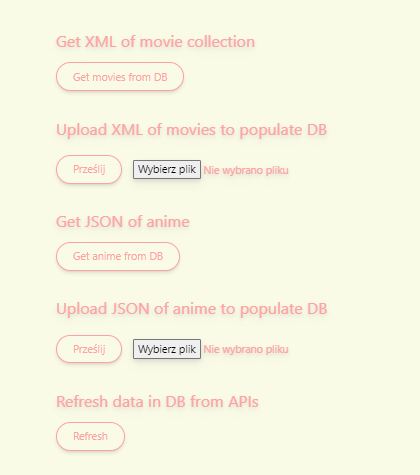 Get XML of movie collection
Get movies from DB
Upload XML of movies to populate DB
Prześlij Wybierz plik Nie wybrano pliku
Get JSON of anime
Get anime from DB
Upload JSON of anime to populate DB
Prześlij Wybierz plik Nie wybrano pliku
Refresh data in DB from APIs
Refresh